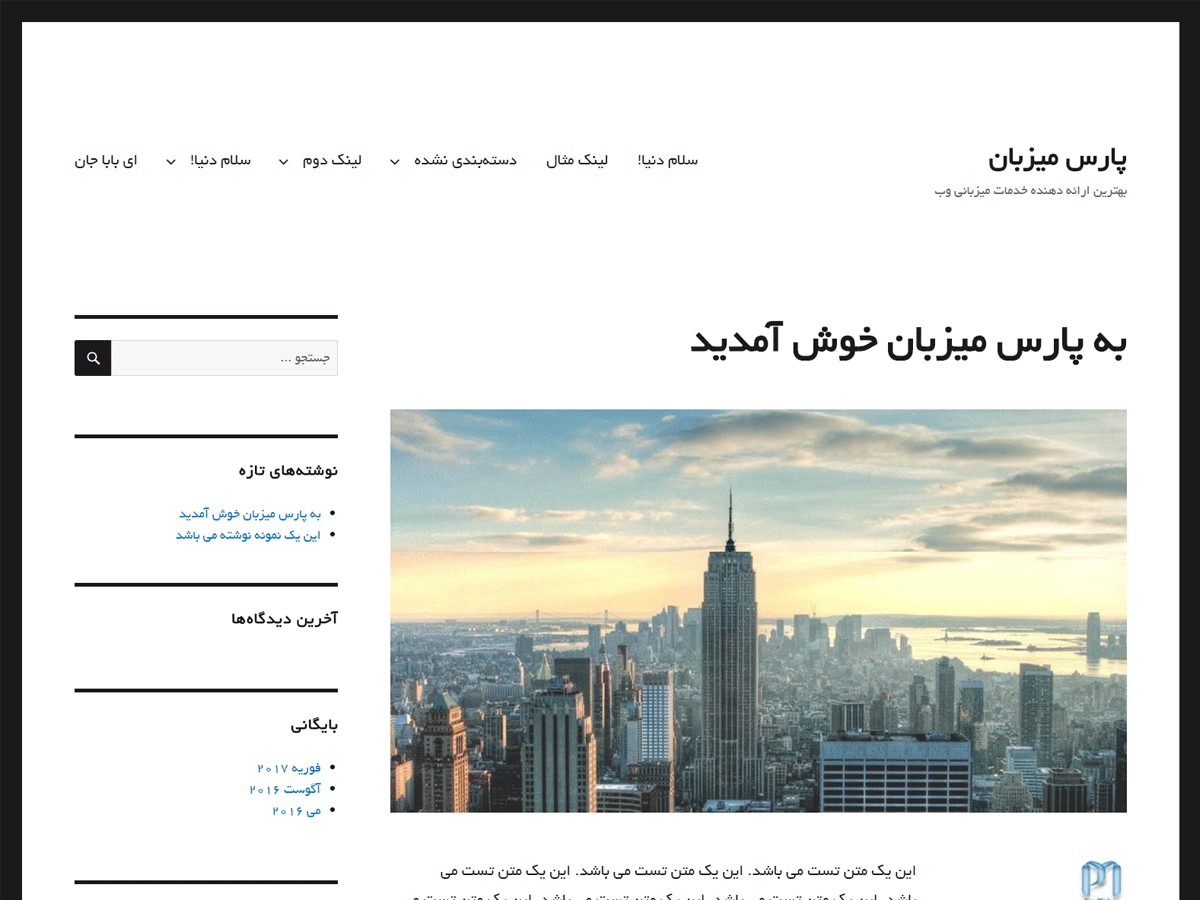 پارس میزبان
بهترین ارائه دهنده خدمات میزبانی وب
سلام دنیا!
لینک مثال
دسته‌بندی نشده
لینک دوم
سلام دنیا!
ای بابا جان
به پارس میزبان خوش آمدید
این یک متن تست می باشد. این یک متن تست می باشد. این یک متن تست می
جستجو ...
نوشته‌های تازه
به پارس میزبان خوش آمدید
این یک نمونه نوشته می باشد
آخرین دیدگاه‌ها
بایگانی
فوریه ۲۰۱۷
آگوست ۲۰۱۶
می ۲۰۱۶